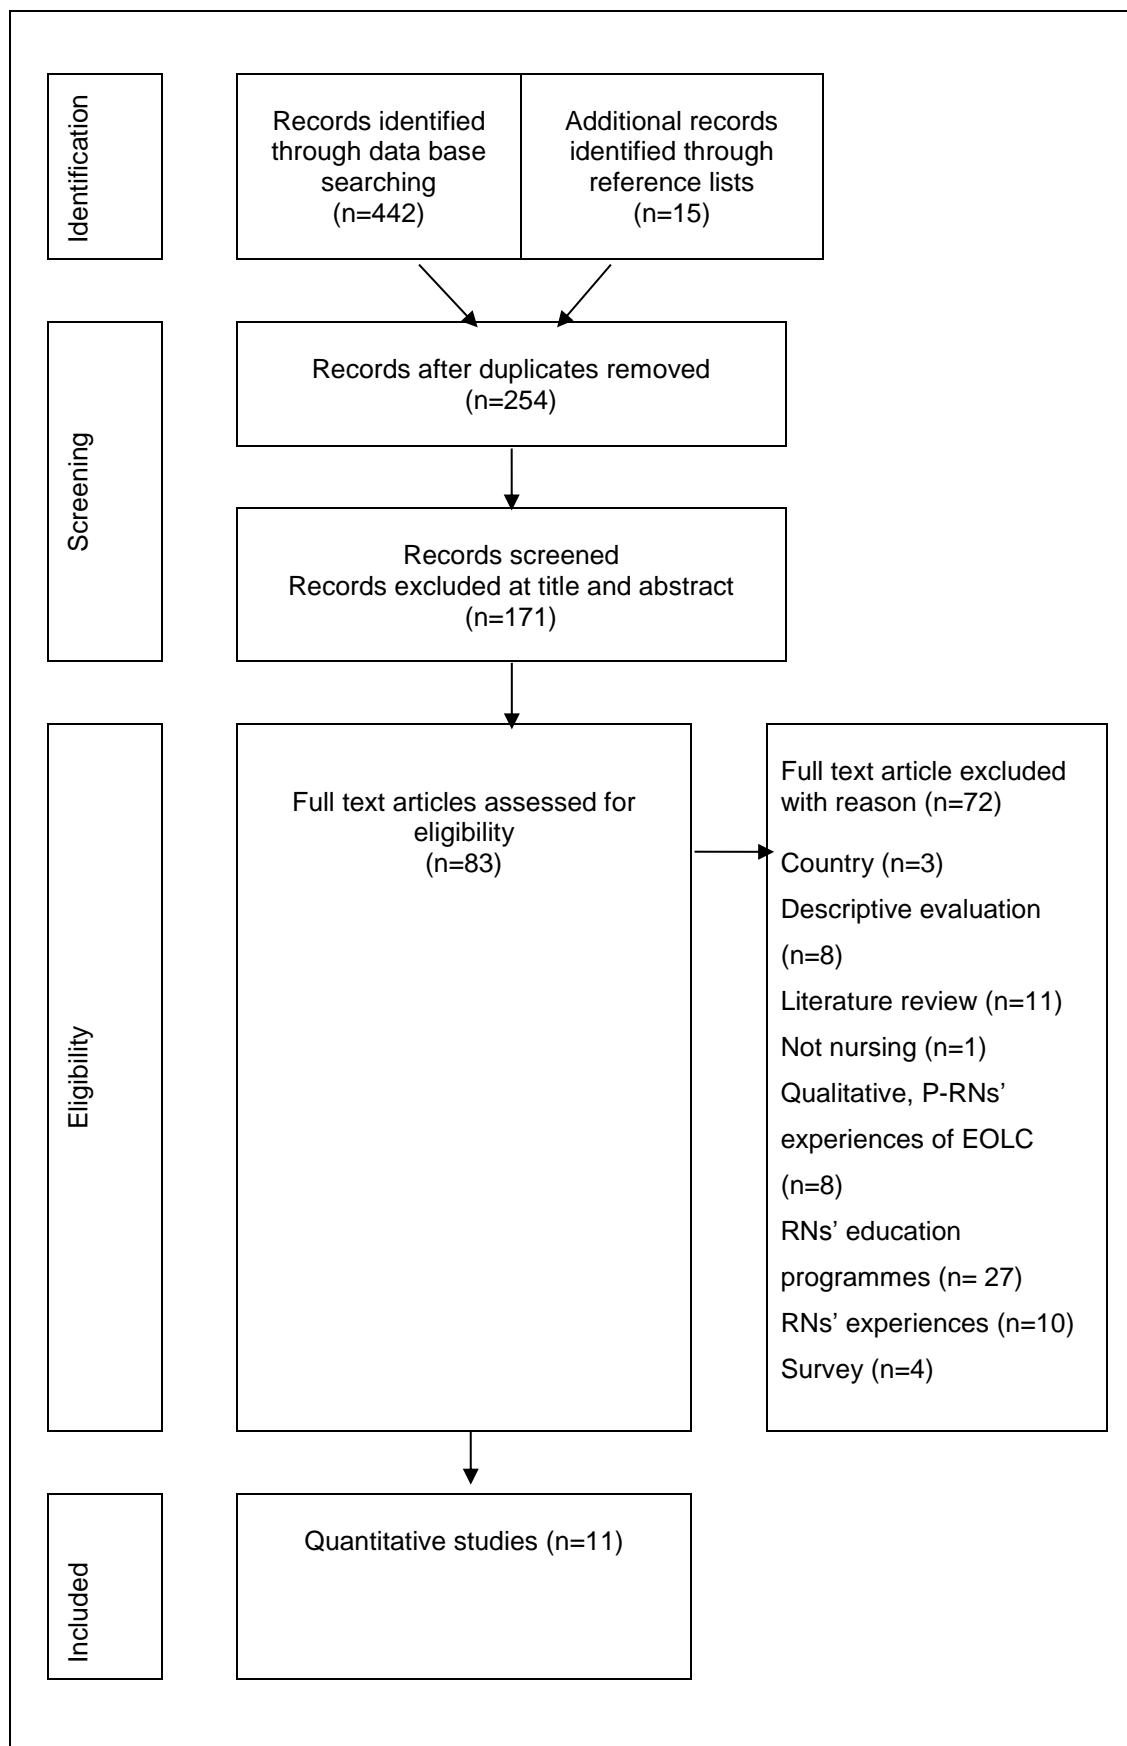 Identification
Records identified
through data base
searching
(n=442)
Additional records
identified through
reference lists
(n=15)
Screening
Records after duplicates removed
(n=254)
Records screened
Records excluded at title and abstract
(n=171)
Eligibility
Full text articles assessed for
eligibility
(n=83)
Full text article excluded
with reason (n=72)
Country (n=3)
Descriptive evaluation
(n=8)
Literature review (n=11)
Not nursing (n=1)
Qualitative, P-RNs’
experiences of EOLC
(n=8)
RNs’ education
programmes (n= 27)
RNs’ experiences (n=10)
Survey (n=4)
Included
Quantitative studies (n=11)